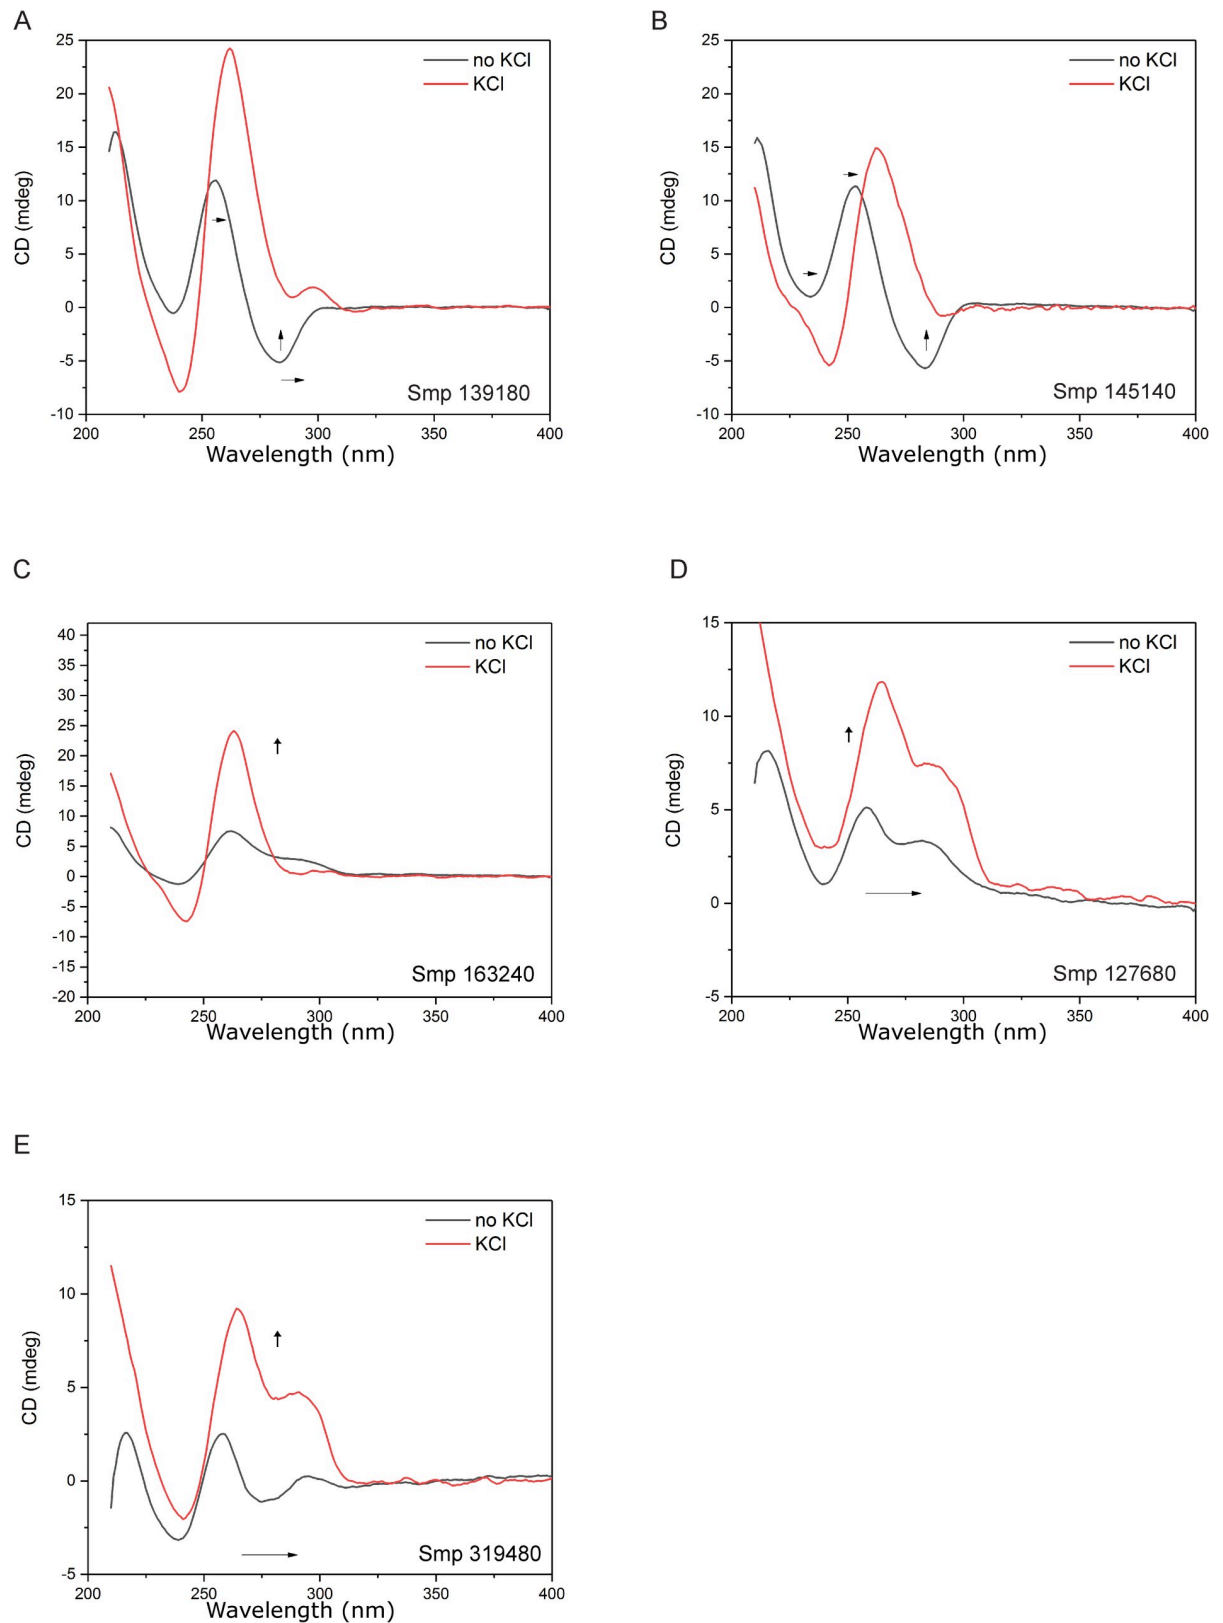 A
25
20
15
10
5
0
-5
-10
CD (mdeg)
no KCl
KCl
Smp 139180
200 250 300 350 400
Wavelength (nm)
B
25
20
15
10
5
0
-5
-10
CD (mdeg)
no KCl
KCl
Smp 145140
200 250 300 350 400
Wavelength (nm)
C
40
35
30
25
20
15
10
5
0
-5
-10
-15
-20
CD (mdeg)
no KCl
KCl
Smp 163240
200 250 300 350 400
Wavelength (nm)
D
15
10
5
0
-5
CD (mdeg)
no KCl
KCl
Smp 127680
200 250 300 350 400
Wavelength (nm)
E
15
10
5
0
-5
CD (mdeg)
no KCl
KCl
Smp 319480
200 250 300 350 400
Wavelength (nm)